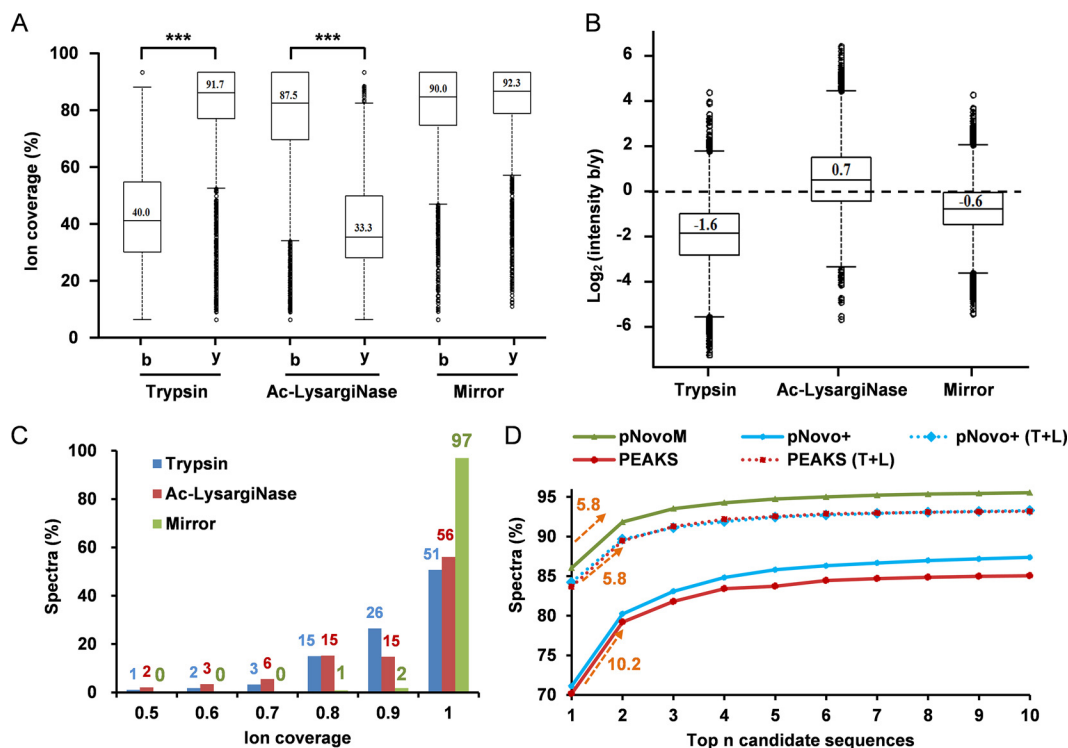 A
***
***
100
80
60
40
20
0
Ion coverage (%)
40.0
91.7
87.5
33.3
90.0
92.3
b
y
b
y
b
y
Trypsin
Ac-LysargiNase
Mirror
B
6
4
2
0
-2
-4
-6
Log2 (intensity b/y)
-1.6
0.7
-0.6
Trypsin
Ac-LysargiNase
Mirror
C
Trypsin
Ac-LysargiNase
Mirror
100
80
60
40
20
0
Spectra (%)
1 2 0
2 3 0
3 6 0
15 15 1
26 15 2
51 56 97
0.5 0.6 0.7 0.8 0.9 1
Ion coverage
D
pNovoM pNovo+ pNovo+ (T+L)
PEAKS PEAKS (T+L)
95
90
85
80
75
70
Spectra (%)
5.8
5.8
10.2
1 2 3 4 5 6 7 8 9 10
Top n candidate sequences